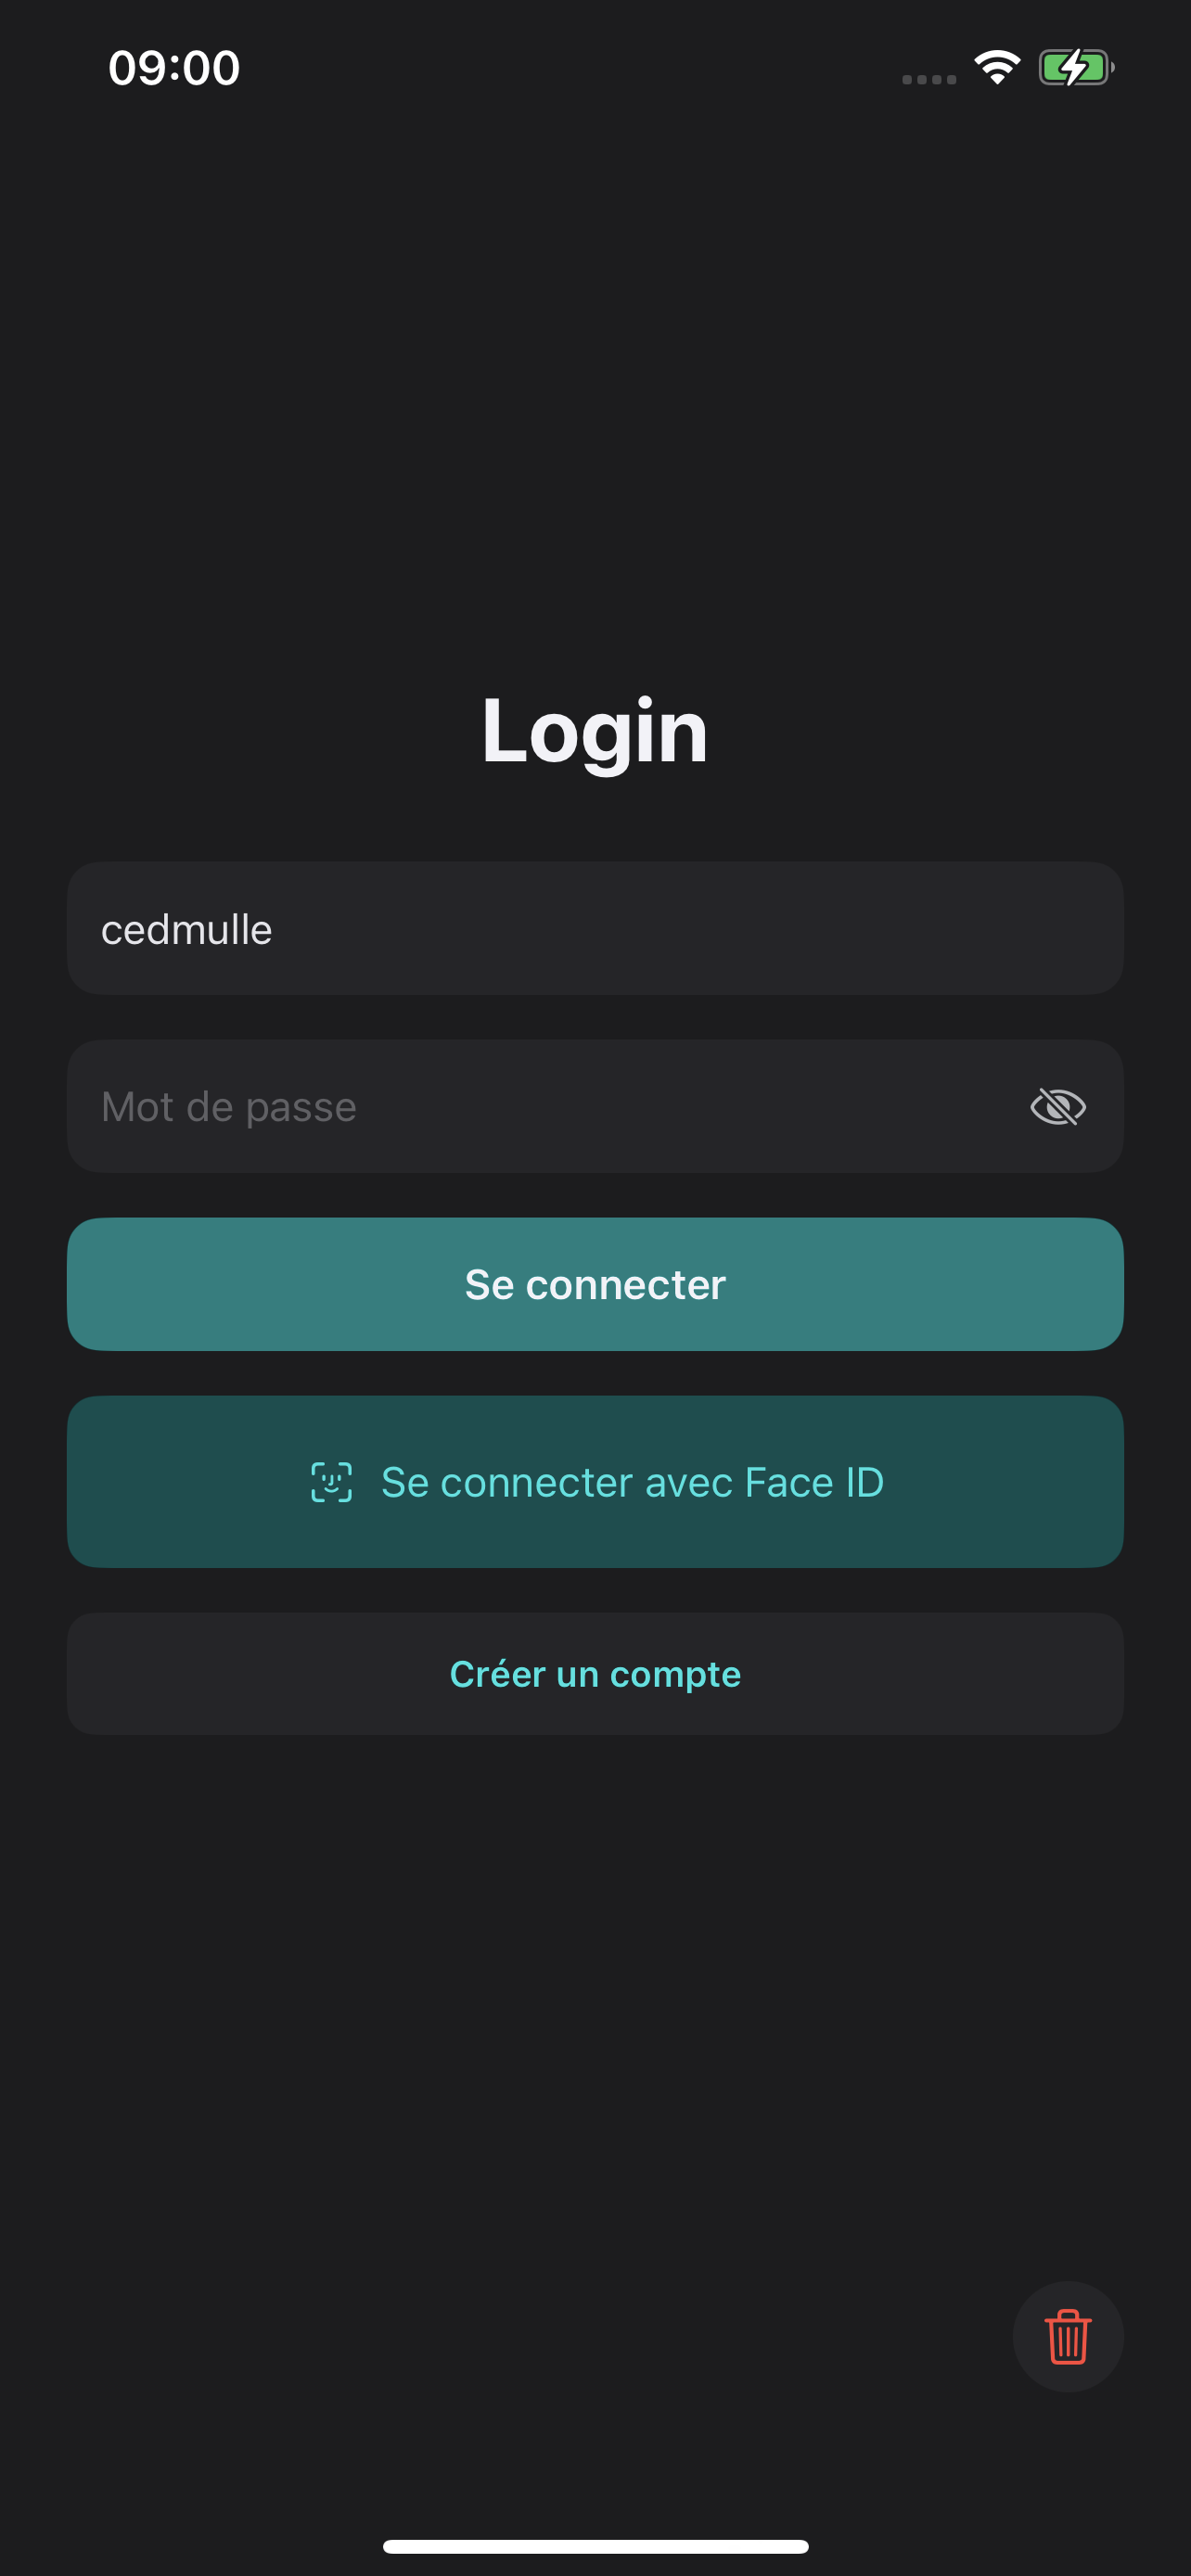 09:00
Login
cedmulle
Mot de passe
Se connecter
Se connecter avec Face ID
Créer un compte